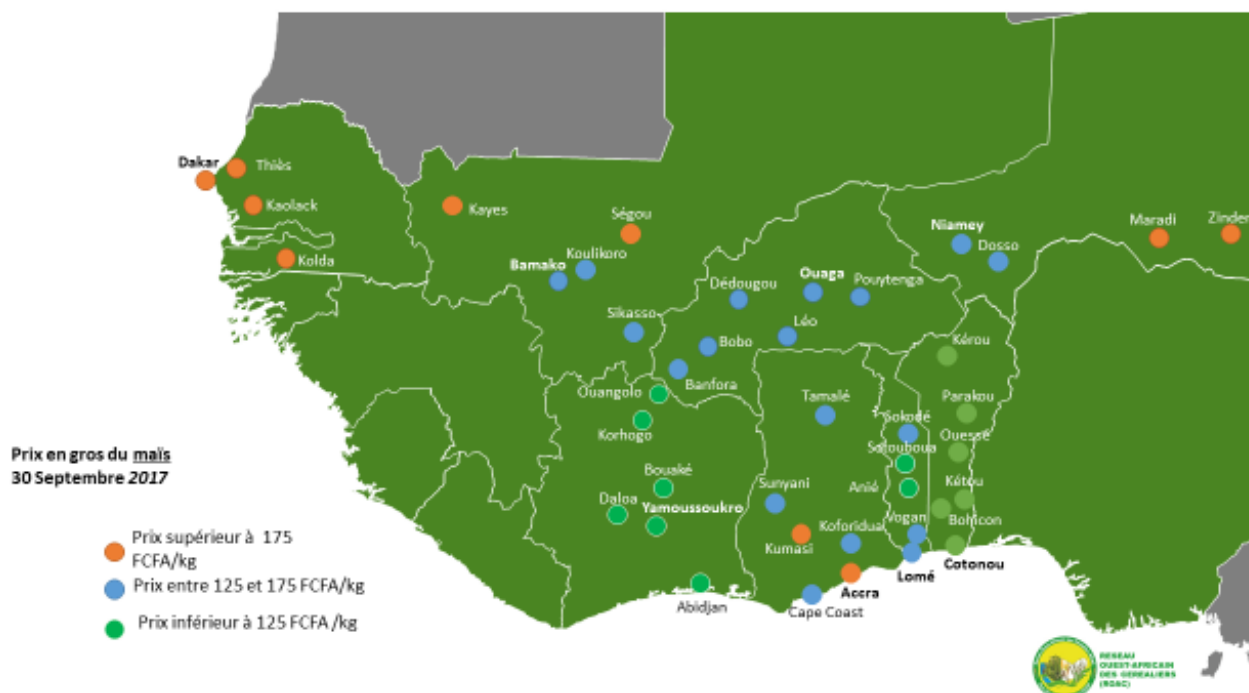 Dakar
Thiès
Kaolack
Kolda
Kayes
Ségou
Koulikoro
Bamako
Sikasso
Niamey
Dosso
Maradi
Zinder
Ouaga
Pouytenga
Dédougou
Léo
Bobo
Banfora
Kérou
Ouangolo
Korhogo
Tamalé
Parakou
Sokodé
Ouessé
Sotouboua
Bouaké
Daloa
Yamoussoukro
Sunyani
Anié
Kétou
Bohicon
Vogan
Koforidua
Kumasi
Lomé
Cotonou
Accra
Cape Coast
Abidjan
Prix en gros du maïs
30 Septembre 2017
Prix supérieur à 175
FCFA/kg
Prix entre 125 et 175 FCFA/kg
Prix inférieur à 125 FCFA /kg
RESEAU
OUEST-AFRICAIN
DES CEREALIERS
(ROAC)